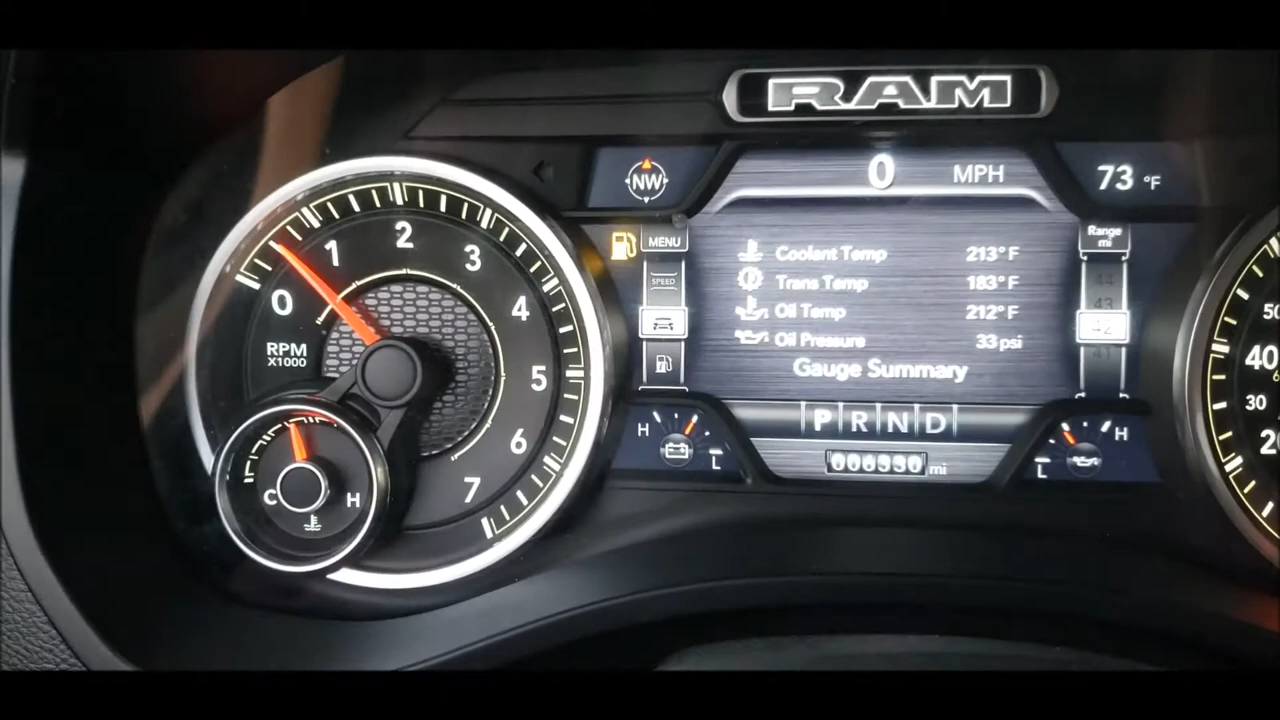 RAM
NW
0 MPH
73 °F
MENU
Range
mi
SPEED
Coolant Temp 213° F
Trans Temp 183° F
Oil Temp 212° F
Oil Pressure 33 psi
Gauge Summary
44
43
42
41
P R N D
H
L
L
H
mi
0
1
2
3
4
5
6
7
RPM
X1000
C
H
50
40
30